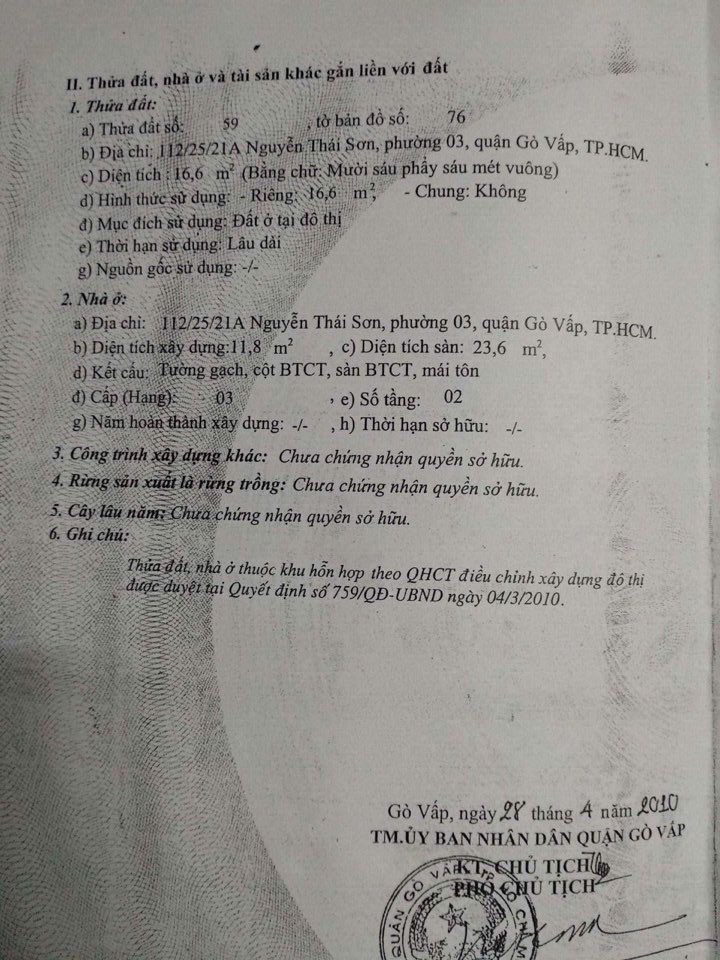 II. Thửa đất, nhà ở và tài sản khác gắn liền với đất
1. Thửa đất:
a) Thửa đất số: 59 , tờ bản đồ số: 76
b) Địa chỉ: 112/25/21A Nguyễn Thái Sơn, phường 03, quận Gò Vấp, TP.HCM.
c) Diện tích : 16,6 m² (Bằng chữ: Mười sáu phẩy sáu mét vuông)
d) Hình thức sử dụng: - Riêng: 16,6 m², - Chung: Không
đ) Mục đích sử dụng: Đất ở tại đô thị
e) Thời hạn sử dụng: Lâu dài
g) Nguồn gốc sử dụng: -/-
2. Nhà ở:
a) Địa chỉ: 112/25/21A Nguyễn Thái Sơn, phường 03, quận Gò Vấp, TP.HCM.
b) Diện tích xây dựng:11,8 m² , c) Diện tích sàn: 23,6 m²,
d) Kết cấu: Tường gạch, cột BTCT, sàn BTCT, mái tôn
đ) Cấp (Hạng): 03 , e) Số tầng: 02
g) Năm hoàn thành xây dựng: -/- , h) Thời hạn sở hữu: -/-
3. Công trình xây dựng khác: Chưa chứng nhận quyền sở hữu.
4. Rừng sản xuất là rừng trồng: Chưa chứng nhận quyền sở hữu.
5. Cây lâu năm: Chưa chứng nhận quyền sở hữu.
6. Ghi chú:
Thửa đất, nhà ở thuộc khu hỗn hợp theo QHCT điều chỉnh xây dựng đô thị
được duyệt tại Quyết định số 759/QĐ-UBND ngày 04/3/2010.
Gò Vấp, ngày 28 tháng 4 năm 2010
TM.ỦY BAN NHÂN DÂN QUẬN GÒ VẤP
KT. CHỦ TỊCH
PHÓ CHỦ TỊCH
QUẬN GÒ VẤP TP HỒ CHÍ M